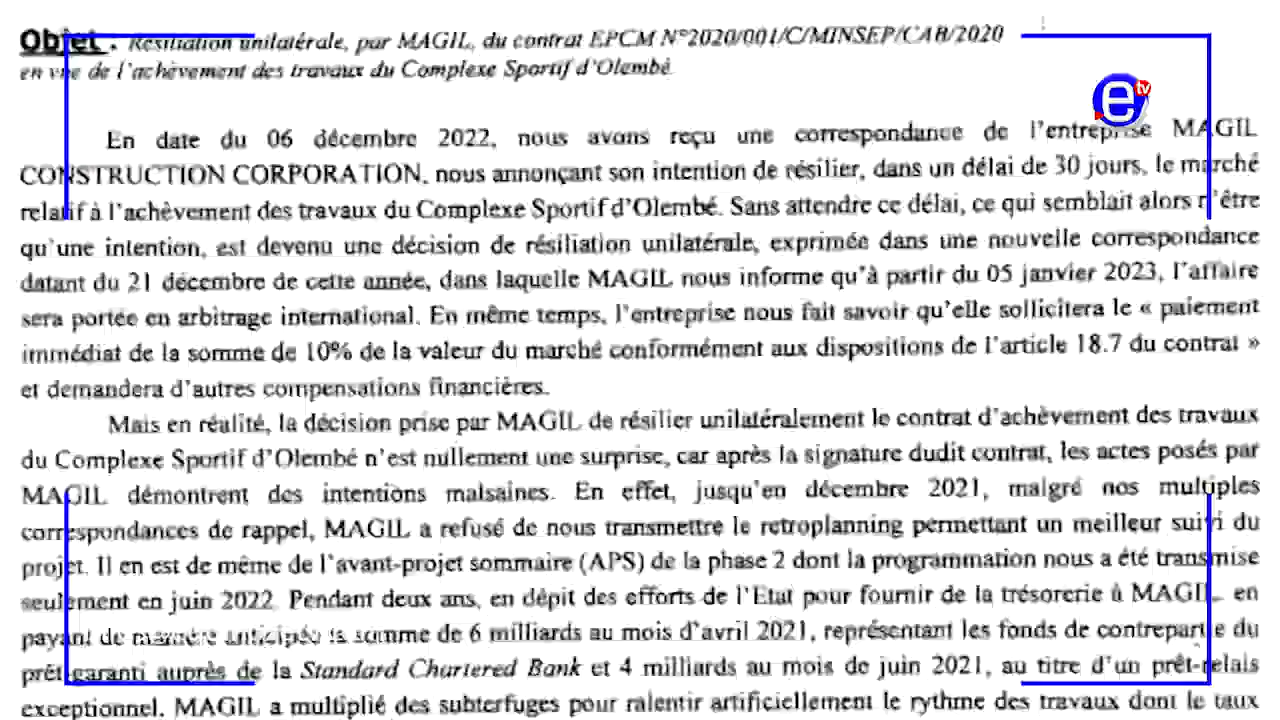 Objet : Résiliation unilatérale, par MAGIL, du contrat EPCM N°2020/001/C/MINSEP/CAB/2020
en vue de l'achèvement des travaux du Complexe Sportif d'Olembé.
e tv
En date du 06 décembre 2022, nous avons reçu une correspondance de l'entreprise MAGIL
CONSTRUCTION CORPORATION, nous annonçant son intention de résilier, dans un délai de 30 jours, le marché
relatif à l'achèvement des travaux du Complexe Sportif d'Olembé. Sans attendre ce délai, ce qui semblait alors n'être
qu'une intention, est devenu une décision de résiliation unilatérale, exprimée dans une nouvelle correspondance
datant du 21 décembre de cette année, dans laquelle MAGIL nous informe qu'à partir du 05 janvier 2023, l'affaire
sera portée en arbitrage international. En même temps, l'entreprise nous fait savoir qu'elle sollicitera le « paiement
immédiat de la somme de 10% de la valeur du marché conformément aux dispositions de l'article 18.7 du contrat »
et demandera d'autres compensations financières.
Mais en réalité, la décision prise par MAGIL de résilier unilatéralement le contrat d'achèvement des travaux
du Complexe Sportif d'Olembé n'est nullement une surprise, car après la signature dudit contrat, les actes posés par
MAGIL démontrent des intentions malsaines. En effet, jusqu'en décembre 2021, malgré nos multiples
correspondances de rappel, MAGIL a refusé de nous transmettre le retroplanning permettant un meilleur suivi du
projet. Il en est de même de l'avant-projet sommaire (APS) de la phase 2 dont la programmation nous a été transmise
seulement en juin 2022. Pendant deux ans, en dépit des efforts de l'Etat pour fournir de la trésorerie à MAGIL, en
payant de manière anticipée la somme de 6 milliards au mois d'avril 2021, représentant les fonds de contrepartie du
prêt garanti auprès de la Standard Chartered Bank et 4 milliards au mois de juin 2021, au titre d'un prêt-relais
exceptionnel, MAGIL a multiplié des subterfuges pour ralentir artificiellement le rythme des travaux dont le taux